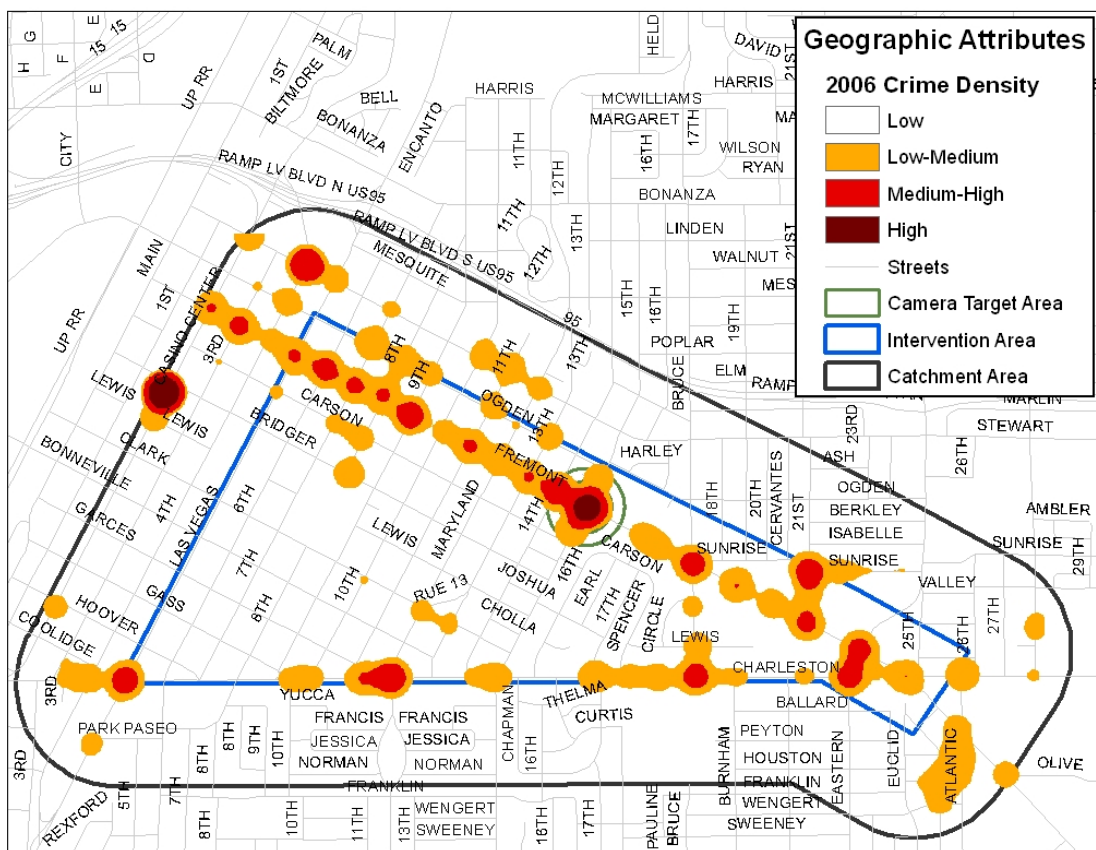 Geographic Attributes
2006 Crime Density
Low
Low-Medium
Medium-High
High
Streets
Camera Target Area
Intervention Area
Catchment Area
G
E
15
H
F
15
D
E
CITY
UP RR
1ST
PALM
BILTMORE
BELL
BONANZA
ENCANTO
HARRIS
HELD
DAVID
21ST
HARRIS
MCWILLIAMS
MARGARET
17TH
16TH
WILSON
RYAN
11TH
12TH
BONANZA
RAMP LV BLVD N US95
RAMP LV BLVD S US95
MESQUITE
11TH
12TH
13TH
LINDEN
WALNUT
21ST
MES
MAIN
1ST
CASINO CENTER
3RD
UP RR
95
15TH
16TH
19TH
POPLAR
ELM
RAMP
BRUCE
MARLIN
STEWART
8TH
9TH
11TH
13TH
OGDEN
13TH
LEWIS
LEWIS
CLARK
BRIDGER
CARSON
FREMONT
HARLEY
23RD
26TH
ASH
OGDEN
BERKLEY
ISABELLE
AMBLER
SUNRISE
29TH
BONNEVILLE
GARCES
4TH
LAS VEGAS
6TH
7TH
8TH
10TH
LEWIS
MARYLAND
14TH
16TH
CARSON
18TH
20TH
CERVANTES
21ST
SUNRISE
SUNRISE
VALLEY
GASS
HOOVER
COOLIDGE
RUE 13
JOSHUA
CHOLLA
EARL
17TH
SPENCER
CIRCLE
LEWIS
25TH
26TH
27TH
3RD
YUCCA
CHARLESTON
BALLARD
THELMA
CURTIS
CHAPMAN
PARK PASEO
8TH
8TH
9TH
10TH
FRANCIS
FRANCIS
JESSICA
JESSICA
NORMAN
NORMAN
16TH
PEYTON
HOUSTON
FRANKLIN
WENGERT
SWEENEY
BURNHAM
EASTERN
EUCLID
ATLANTIC
OLIVE
3RD
REXFORD
5TH
7TH
8TH
10TH
11TH
13TH
FRANKLIN
WENGERT
SWEENEY
16TH
17TH
PAULINE
BRUCE